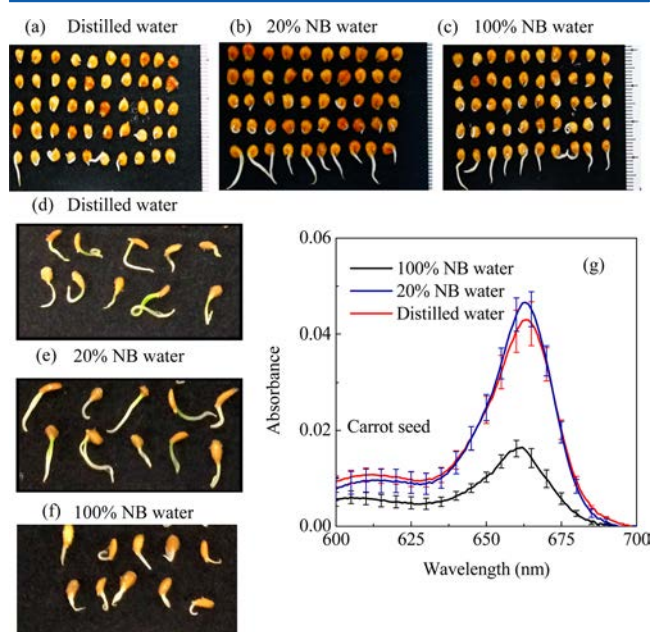 (a) Distilled water
(b) 20% NB water
(c) 100% NB water
(d) Distilled water
(e) 20% NB water
(f) 100% NB water
(g)
100% NB water
20% NB water
Distilled water
Carrot seed
Absorbance
0.06
0.04
0.02
0.00
600 625 650 675 700
Wavelength (nm)